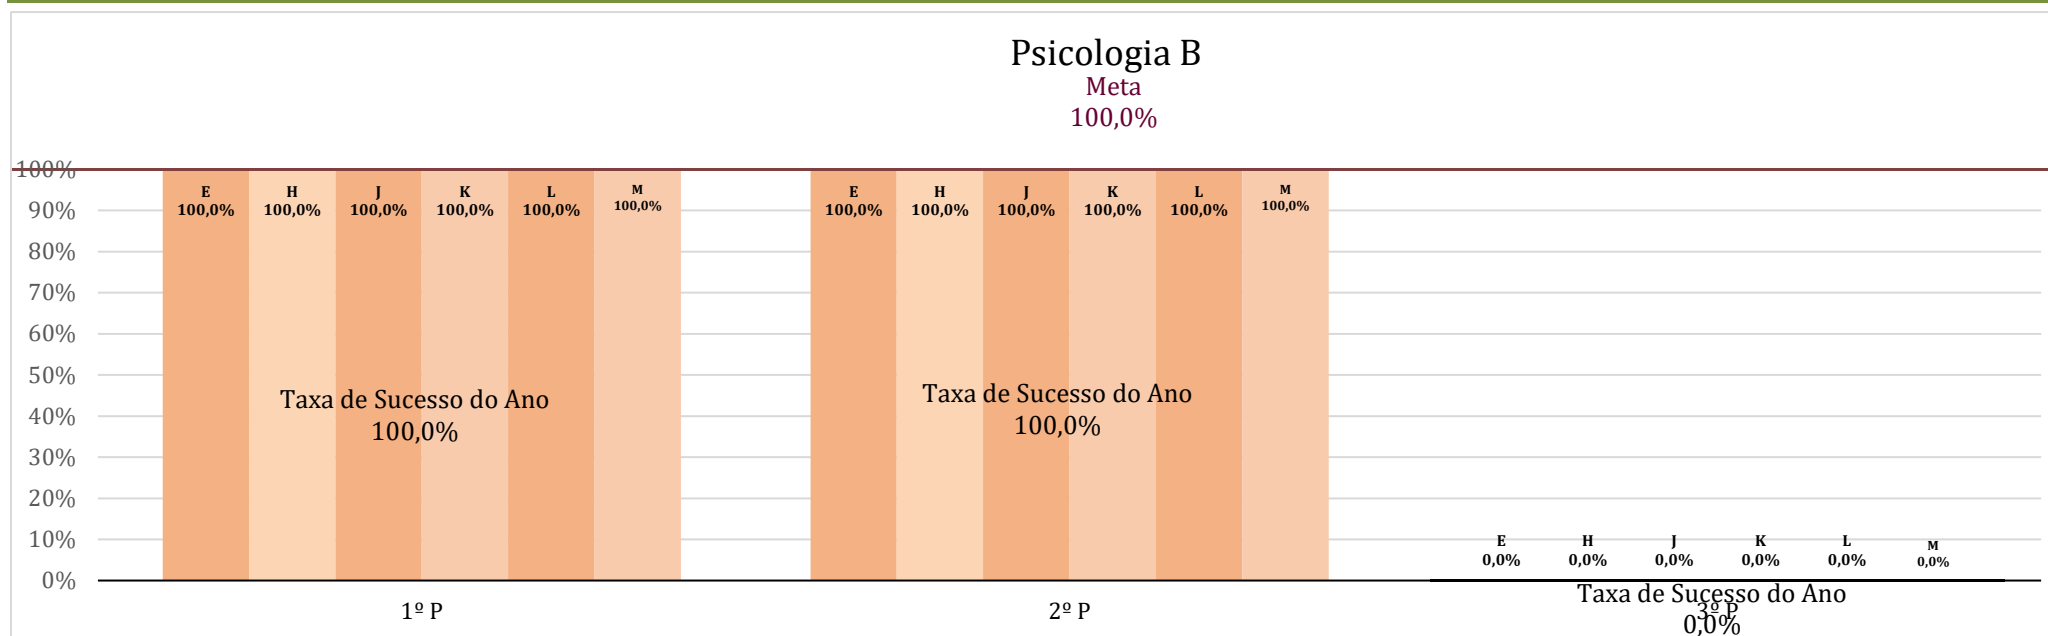 Psicologia B
Meta
100,0%
100%
90%
80%
70%
60%
50%
40%
30%
20%
10%
0%
E
100,0%
H
100,0%
J
100,0%
K
100,0%
L
100,0%
M
100,0%
Taxa de Sucesso do Ano
100,0%
1º P
E
100,0%
H
100,0%
J
100,0%
K
100,0%
L
100,0%
M
100,0%
Taxa de Sucesso do Ano
100,0%
2º P
E
0,0%
H
0,0%
J
0,0%
K
0,0%
L
0,0%
M
0,0%
Taxa de Sucesso do Ano
0,0%
3º P